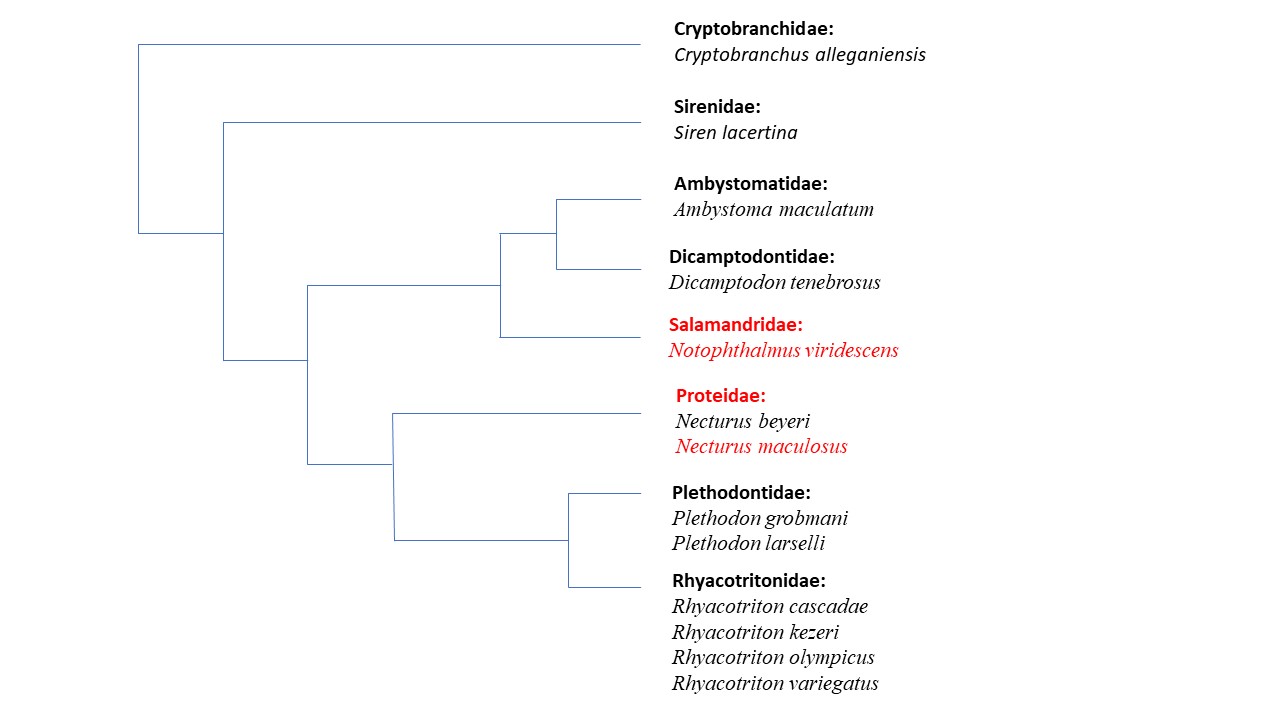 Cryptobranchidae:
Cryptobranchus alleganiensis
Sirenidae:
Siren lacertina
Ambystomatidae:
Ambystoma maculatum
Dicamptodontidae:
Dicamptodon tenebrosus
Salamandridae:
Notophthalmus viridescens
Proteidae:
Necturus beyeri
Necturus maculosus
Plethodontidae:
Plethodon grobmani
Plethodon larselli
Rhyacotritonidae:
Rhyacotriton cascadae
Rhyacotriton kezeri
Rhyacotriton olympicus
Rhyacotriton variegatus